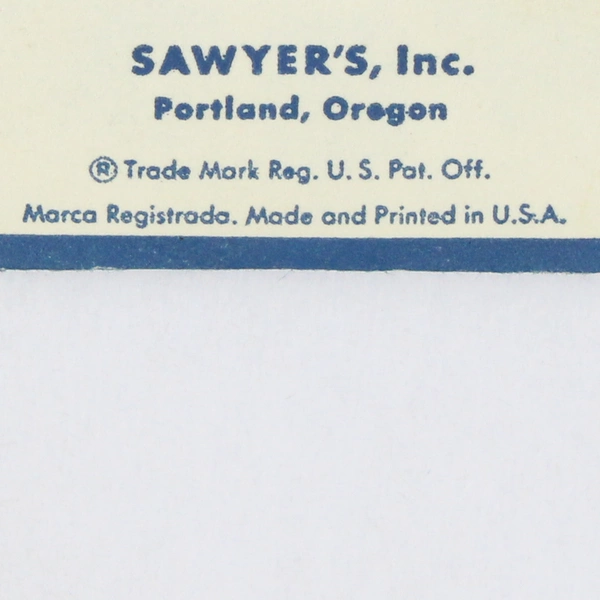 SAWYER'S, Inc.
Portland, Oregon
® Trade Mark Reg. U. S. Pat. Off.
Marca Registrada. Made and Printed in U.S.A.